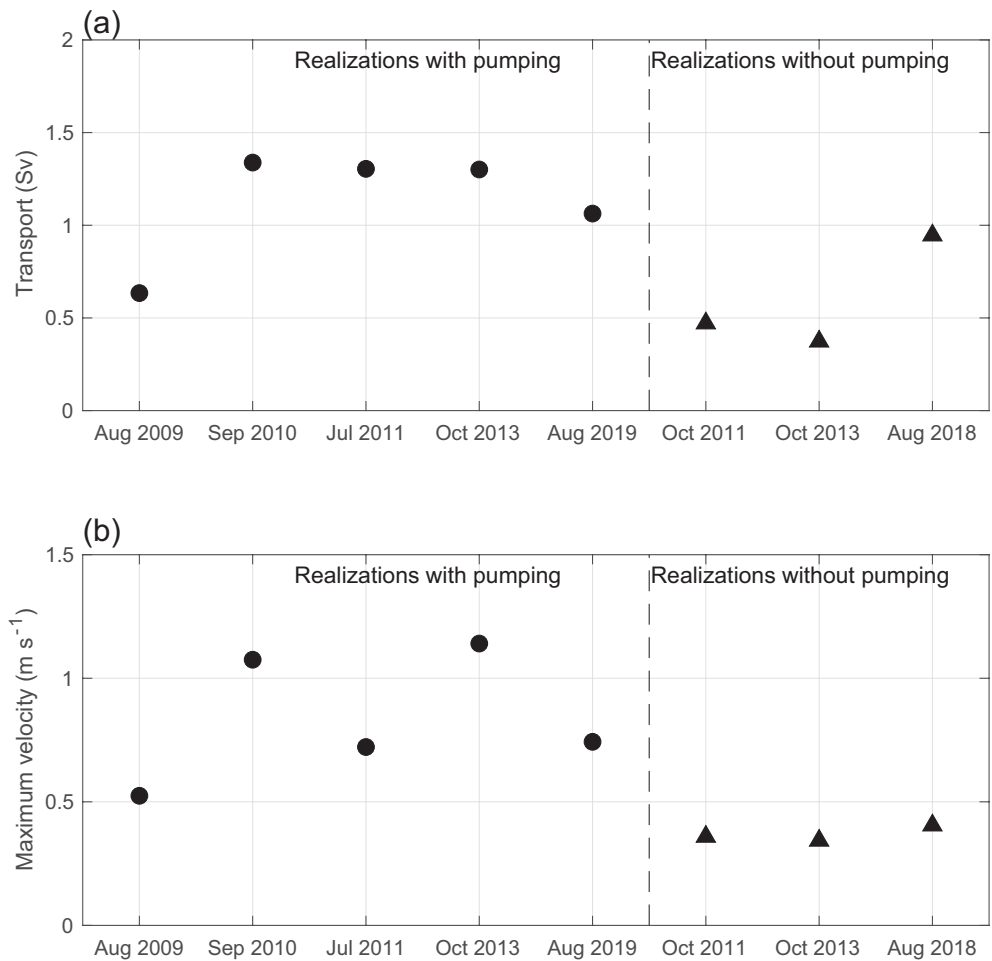 (a)
Realizations with pumping
Realizations without pumping
2
1.5
1
0.5
0
Transport (Sv)
Aug 2009 Sep 2010 Jul 2011 Oct 2013 Aug 2019 Oct 2011 Oct 2013 Aug 2018
(b)
Realizations with pumping
Realizations without pumping
1.5
1
0.5
0
Maximum velocity (m s⁻¹)
Aug 2009 Sep 2010 Jul 2011 Oct 2013 Aug 2019 Oct 2011 Oct 2013 Aug 2018